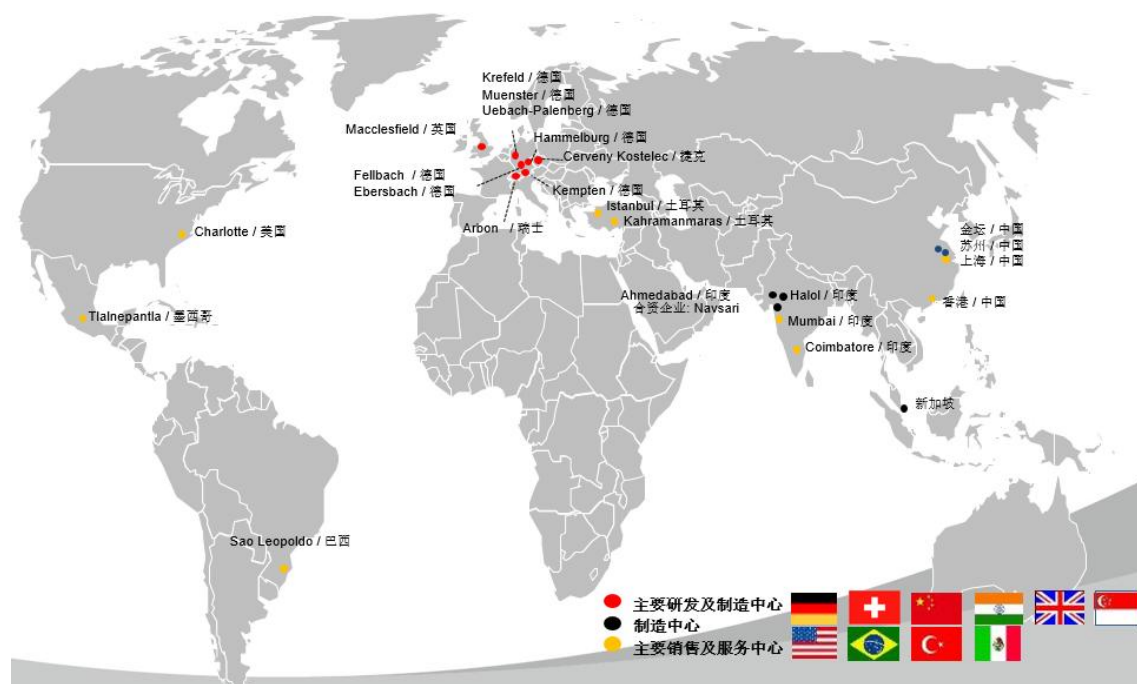 Krefeld / 德国
Muenster / 德国
Uebach-Palenberg / 德国
Macclesfield / 英国
Hammelburg / 德国
Cerveny Kostelec / 捷克
Fellbach / 德国
Ebersbach / 德国
Kempten / 德国
Istanbul / 土耳其
Kahramanmaras / 土耳其
Arbon / 瑞士
Charlotte / 美国
金坛 / 中国
苏州 / 中国
上海 / 中国
Ahmedabad / 印度
Halol / 印度
合资企业: Navsari
香港 / 中国
Tlalnepantla / 墨西哥
Mumbai / 印度
Coimbatore / 印度
新加坡
Sao Leopoldo / 巴西
主要研发及制造中心
制造中心
主要销售及服务中心